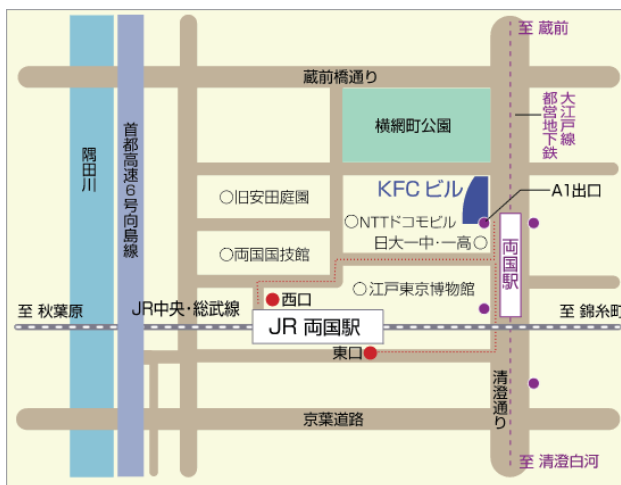 至 蔵前
蔵前橋通り
都営地下鉄
大江戸線
横網町公園
隅田川
首都高速6号向島線
KFC ビル
A1出口
○旧安田庭園
○NTTドコモビル
日大一中・一高○
○両国国技館
両国駅
○江戸東京博物館
西口
至 秋葉原
JR中央・総武線
JR 両国駅
至 錦糸町
東口
清澄通り
京葉道路
至 清澄白河